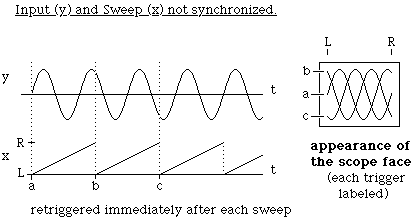 Input (y) and Sweep (x) not synchronized.
L R
y
t
b
a
c
R
x
L
t
a b c
appearance of
the scope face
(each trigger
labeled)
retriggered immediately after each sweep